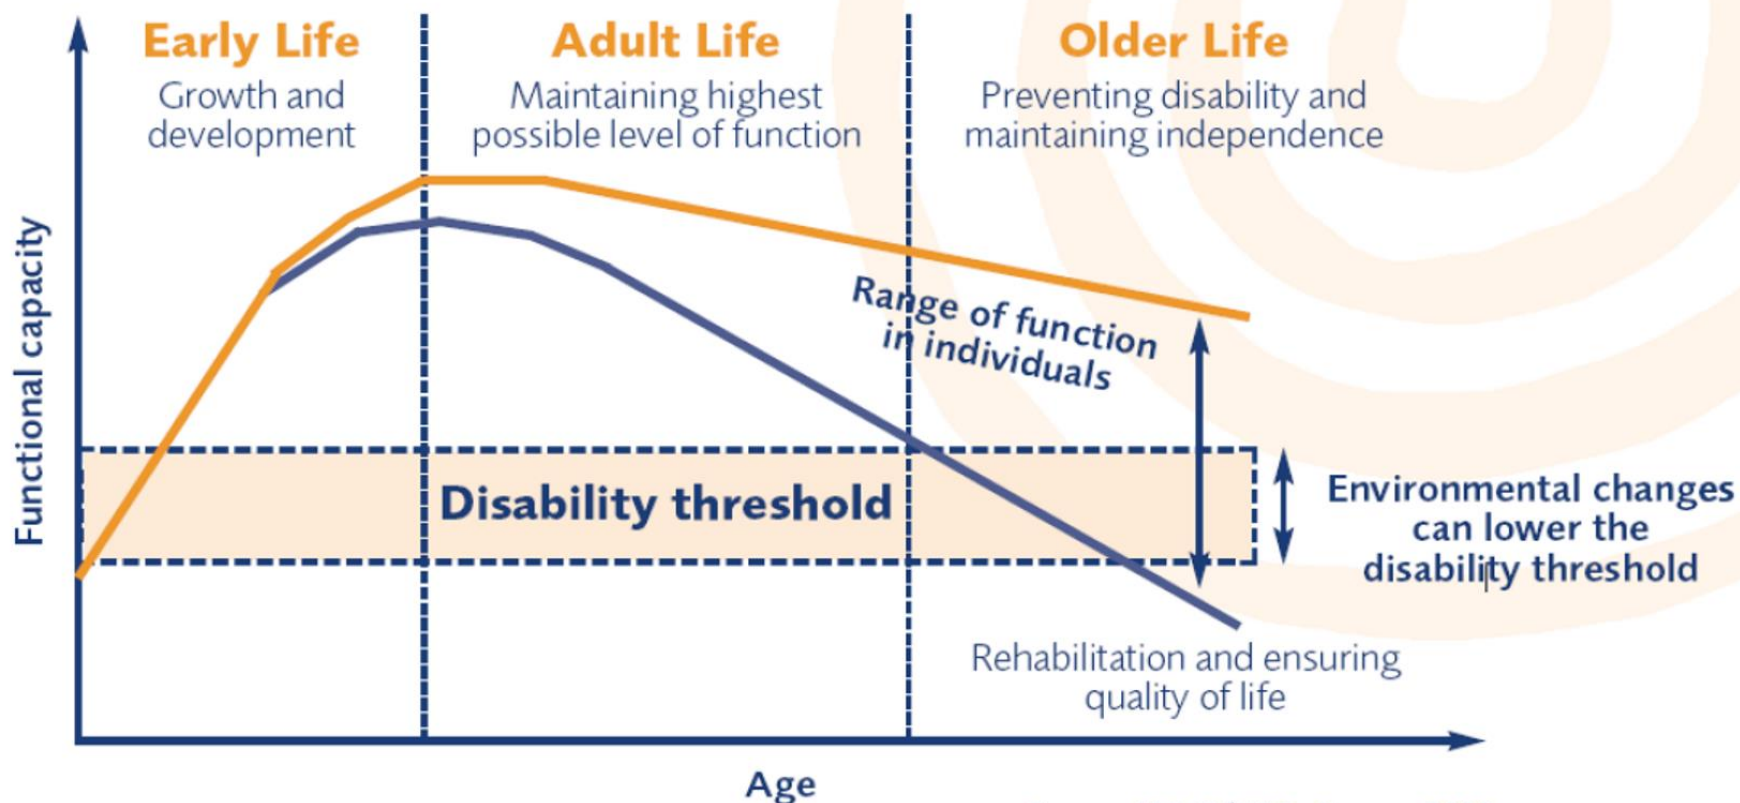 Early Life
Growth and
development
Adult Life
Maintaining highest
possible level of function
Older Life
Preventing disability and
maintaining independence
Functional capacity
Range of function
in individuals
Disability threshold
Environmental changes
can lower the
disability threshold
Rehabilitation and ensuring
quality of life
Age